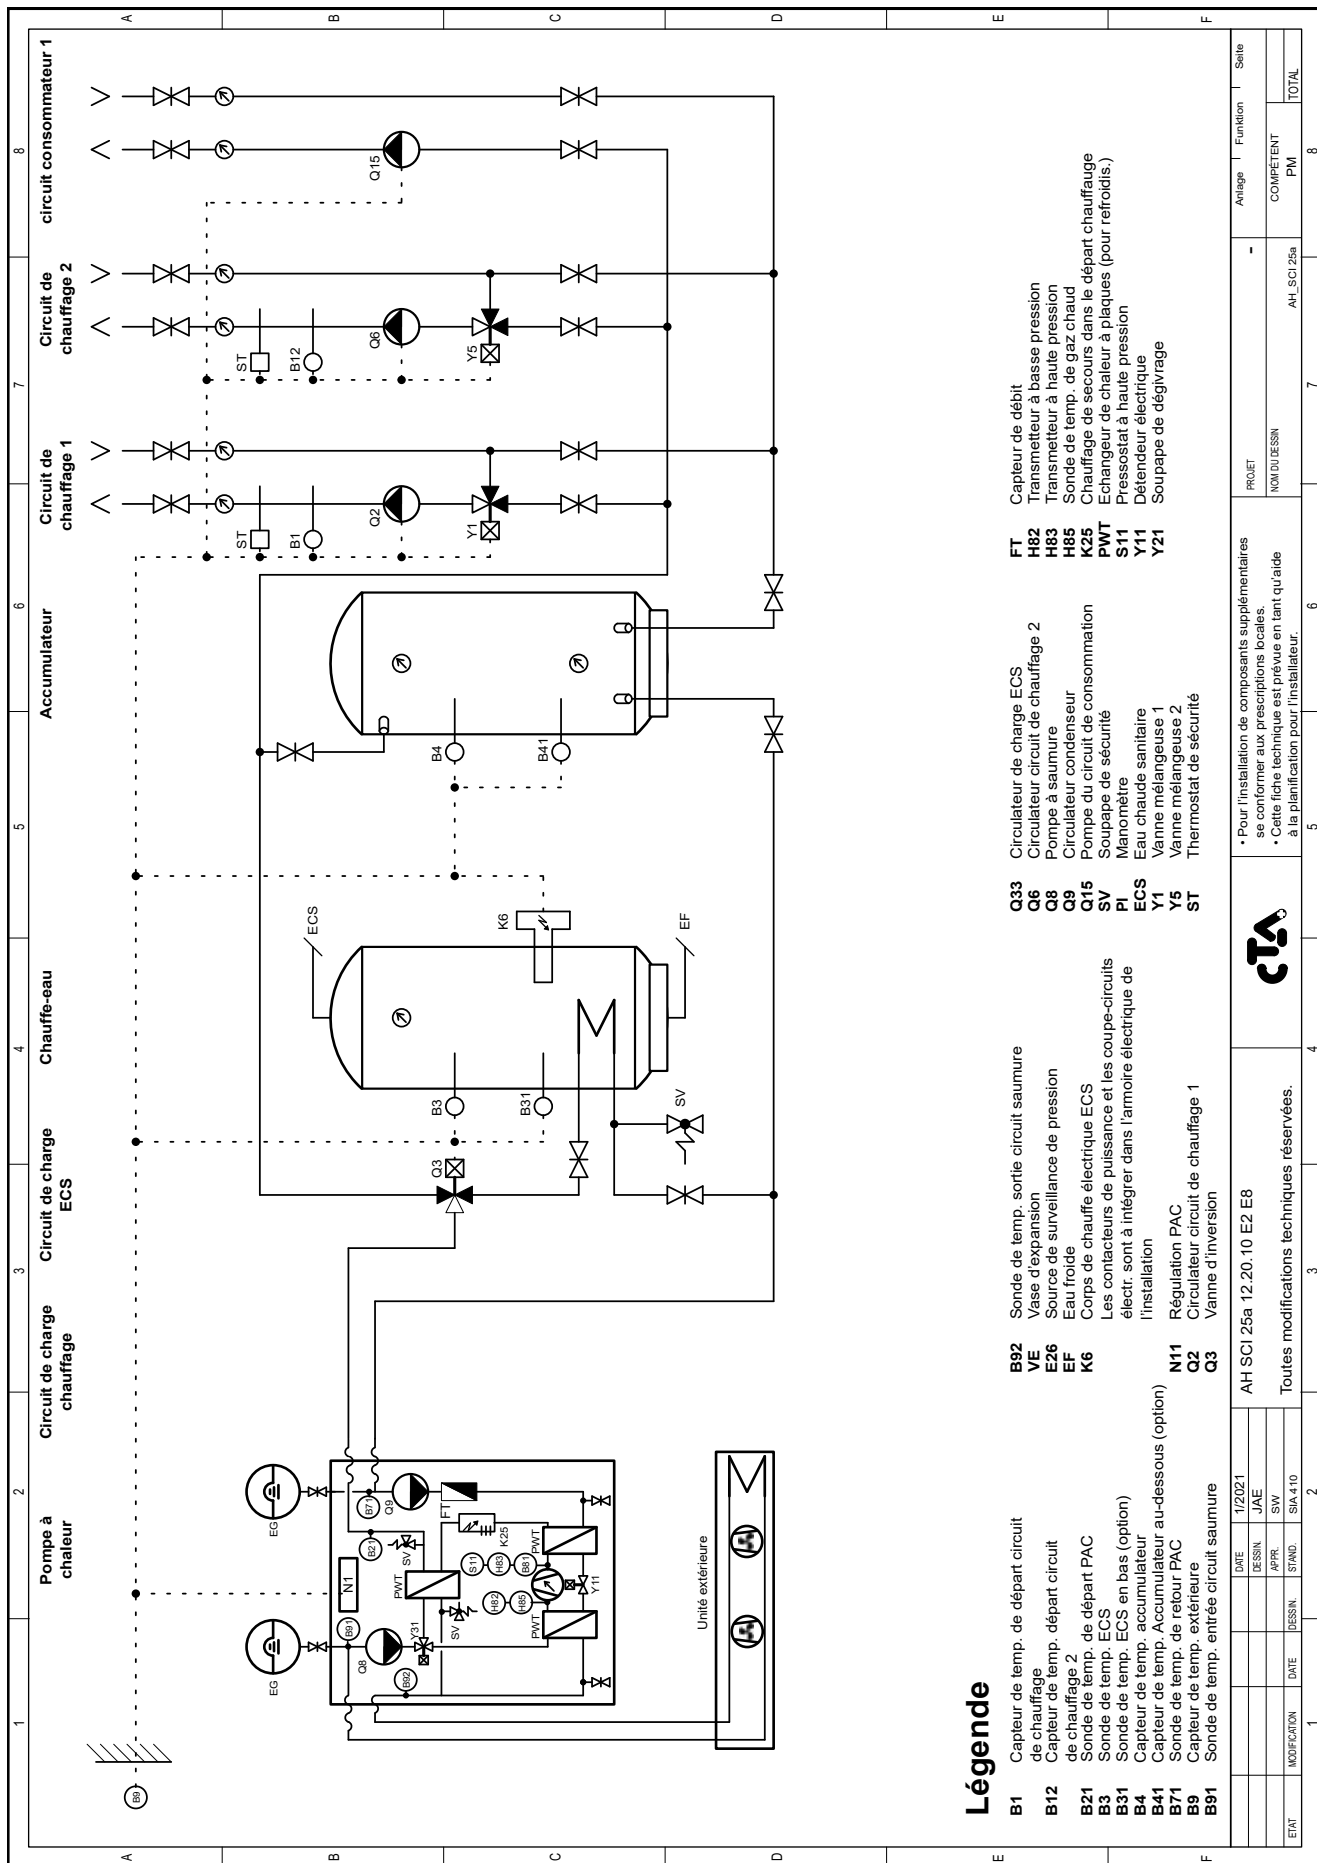 1 2 3 4 5 6 7 8
A B C D E F
Pompe à
chaleur
Circuit de charge
chauffage
Circuit de charge
ECS
Chauffe-eau
Accumulateur
Circuit de
chauffage 1
Circuit de
chauffage 2
circuit consommateur 1
B9
EG
EG
N1
B91
B92
Q8
Y31
SV
PWT
SV
B21
B71
Q9
FT
K25
S11
H83
B81
H82
H85
PWT
PWT
Y11
Unité extérieure
Q3
B3
B31
SV
ECS
EF
K6
B4
B41
ST
B1
Q2
Y1
ST
B12
Q6
Y5
Q15
Légende
B1 Capteur de temp. de départ circuit
de chauffage
B12 Capteur de temp. départ circuit
de chauffage 2
B21 Sonde de temp. de départ PAC
B3 Sonde de temp. ECS
B31 Sonde de temp. ECS en bas (option)
B4 Capteur de temp. accumulateur
B41 Capteur de temp. Accumulateur au-dessous (option)
B71 Sonde de temp. de retour PAC
B9 Capteur de temp. extérieure
B91 Sonde de temp. entrée circuit saumure
B92 Sonde de temp. sortie circuit saumure
VE Vase d'expansion
E26 Source de surveillance de pression
EF Eau froide
K6 Corps de chauffe électrique ECS
Les contacteurs de puissance et les coupe-circuits
électr. sont à intégrer dans l'armoire électrique de
l'installation
N11 Régulation PAC
Q2 Circulateur circuit de chauffage 1
Q3 Vanne d'inversion
Q33 Circulateur de charge ECS
Q6 Circulateur circuit de chauffage 2
Q8 Pompe à saumure
Q9 Circulateur condenseur
Q15 Pompe du circuit de consommation
SV Soupape de sécurité
PI Manomètre
ECS Eau chaude sanitaire
Y1 Vanne mélangeuse 1
Y5 Vanne mélangeuse 2
ST Thermostat de sécurité
FT Capteur de débit
H82 Transmetteur à basse pression
H83 Transmetteur à haute pression
H85 Sonde de temp. de gaz chaud
K25 Chauffage de secours dans le départ chauffauge
PWT Echangeur de chaleur à plaques (pour refroidis.)
S11 Pressostat à haute pression
Y11 Détendeur électrique
Y21 Soupape de dégivrage
ETAT MODIFICATION DATE DESSIN.
DATE 1/2021
DESSIN. JAE
APPR. SW
STAND. SIA 410
AH SCI 25a 12.20.10 E2 E8
Toutes modifications techniques réservées.
CTA
• Pour l'installation de composants supplémentaires
se conformer aux prescriptions locales.
• Cette fiche technique est prévue en tant qu'aide
à la planification pour l'installateur.
PROJET -
NOM DU DESSIN AH_SCI 25a
Anlage Funktion Seite
COMPÉTENT
PM
TOTAL
A B C D E F
1 2 3 4 5 6 7 8